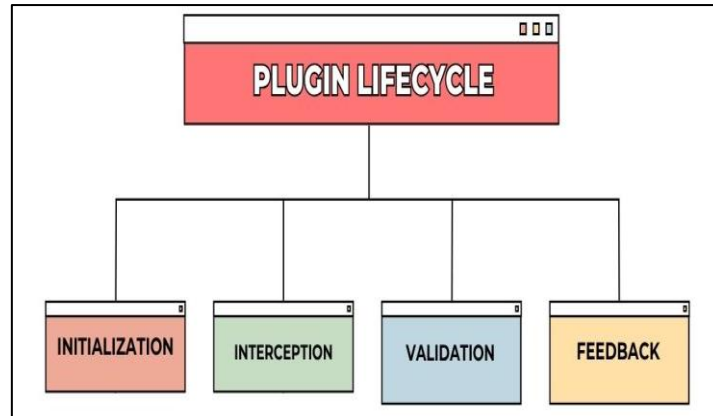 PLUGIN LIFECYCLE
INITIALIZATION
INTERCEPTION
VALIDATION
FEEDBACK